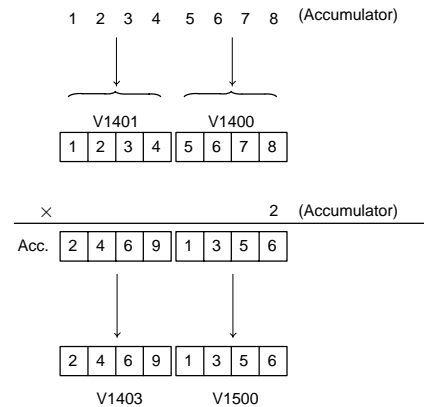 1 2 3 4 5 6 7 8 (Accumulator)
V1401 V1400
1 2 3 4 5 6 7 8
× 2 (Accumulator)
Acc. 2 4 6 9 1 3 5 6
2 4 6 9 1 3 5 6
V1403 V1500